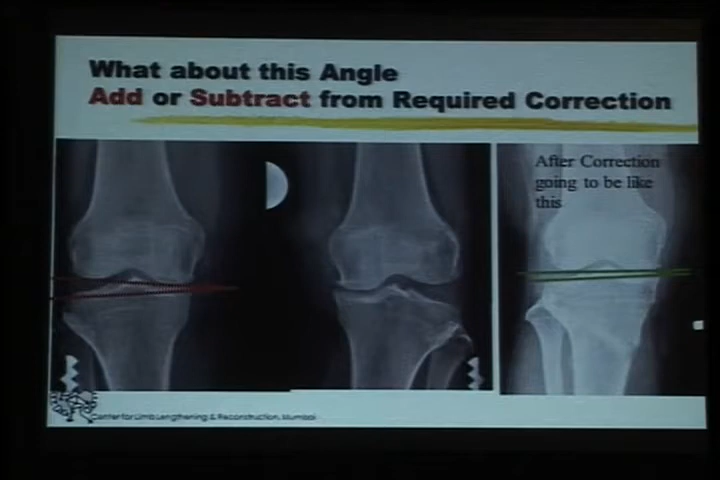 What about this Angle
Add or Subtract from Required Correction
After Correction
going to be like
this
Center for Limb Lengthening & Reconstruction, Mumbai